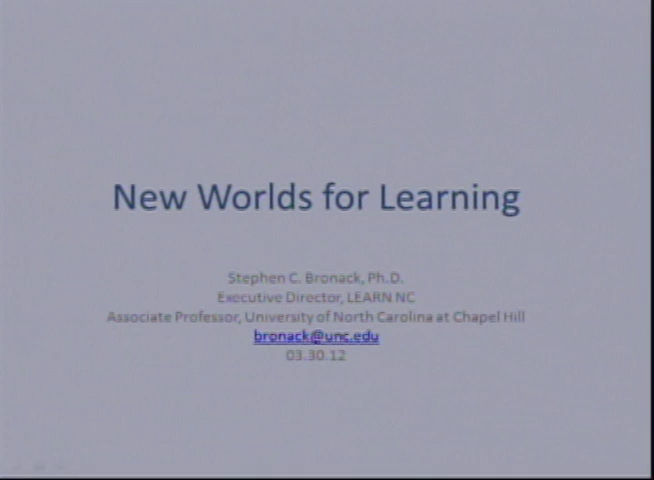 New Worlds for Learning
Stephen C. Bronack, Ph.D.
Executive Director, LEARN NC
Associate Professor, University of North Carolina at Chapel Hill
bronack@unc.edu
03.30.12